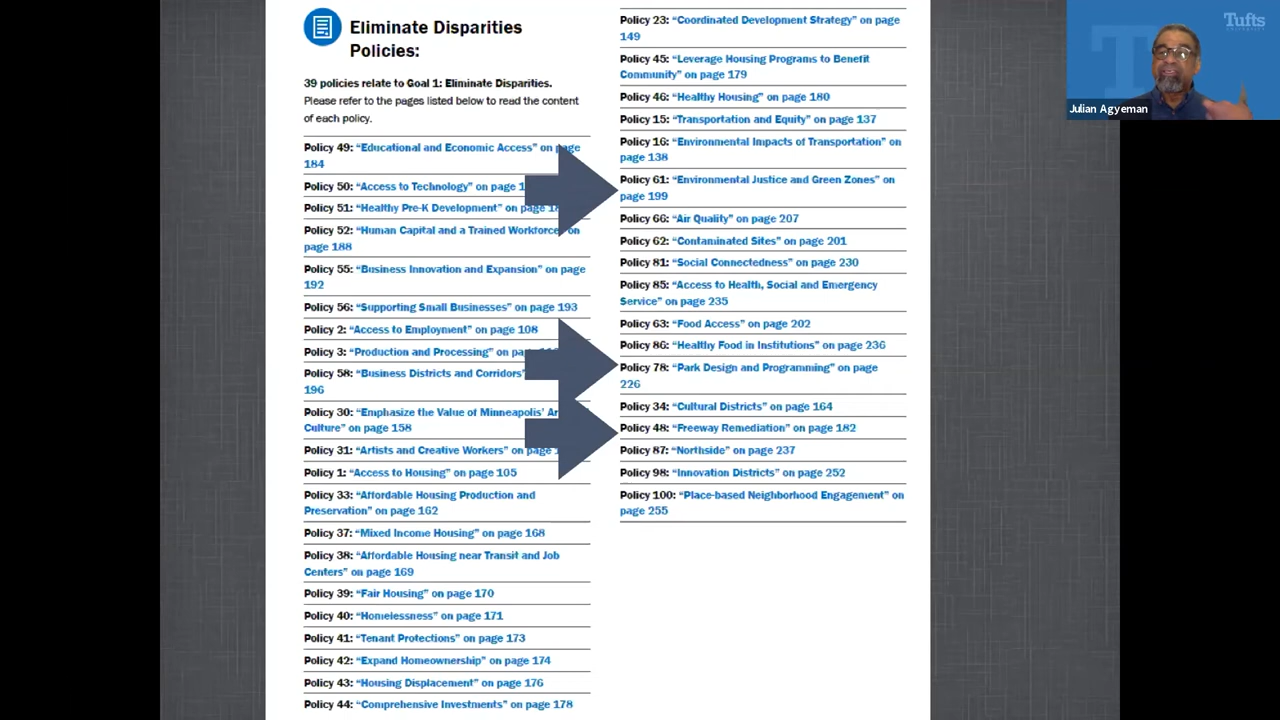 Eliminate Disparities
Policies:
39 policies relate to Goal 1: Eliminate Disparities.
Please refer to the pages listed below to read the content
of each policy.
Policy 49: “Educational and Economic Access” on page
184
Policy 50: “Access to Technology” on page
Policy 51: “Healthy Pre-K Development” on page
Policy 52: “Human Capital and a Trained Workforce” on
page 188
Policy 55: “Business Innovation and Expansion” on page
192
Policy 56: “Supporting Small Businesses” on page 193
Policy 2: “Access to Employment” on page 108
Policy 3: “Production and Processing” on
Policy 58: “Business Districts and Corridors”
196
Policy 30: “Emphasize the Value of Minneapolis’
Culture” on page 158
Policy 31: “Artists and Creative Workers” on page
Policy 1: “Access to Housing” on page 105
Policy 33: “Affordable Housing Production and
Preservation” on page 162
Policy 37: “Mixed Income Housing” on page 168
Policy 38: “Affordable Housing near Transit and Job
Centers” on page 169
Policy 39: “Fair Housing” on page 170
Policy 40: “Homelessness” on page 171
Policy 41: “Tenant Protections” on page 173
Policy 42: “Expand Homeownership” on page 174
Policy 43: “Housing Displacement” on page 176
Policy 44: “Comprehensive Investments” on page 178
Policy 23: “Coordinated Development Strategy” on page
149
Policy 45: “Leverage Housing Programs to Benefit
Community” on page 179
Policy 46: “Healthy Housing” on page 180
Policy 15: “Transportation and Equity” on page 137
Policy 16: “Environmental Impacts of Transportation” on
page 138
Policy 61: “Environmental Justice and Green Zones” on
page 199
Policy 66: “Air Quality” on page 207
Policy 62: “Contaminated Sites” on page 201
Policy 81: “Social Connectedness” on page 230
Policy 85: “Access to Health, Social and Emergency
Service” on page 235
Policy 63: “Food Access” on page 202
Policy 86: “Healthy Food in Institutions” on page 236
Policy 78: “Park Design and Programming” on page
226
Policy 34: “Cultural Districts” on page 164
Policy 48: “Freeway Remediation” on page 182
Policy 87: “Northside” on page 237
Policy 98: “Innovation Districts” on page 252
Policy 100: “Place-based Neighborhood Engagement” on
page 255
Tufts
UNIVERSITY
Julian Agyeman